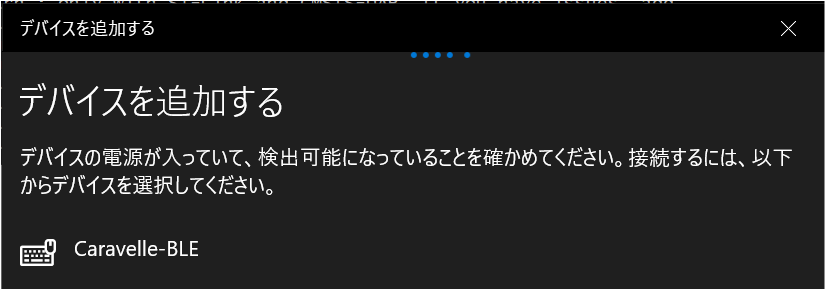 デバイスを追加する
デバイスを追加する
デバイスの電源が入っていて、検出可能になっていることを確かめてください。接続するには、以下
からデバイスを選択してください。
Caravelle-BLE